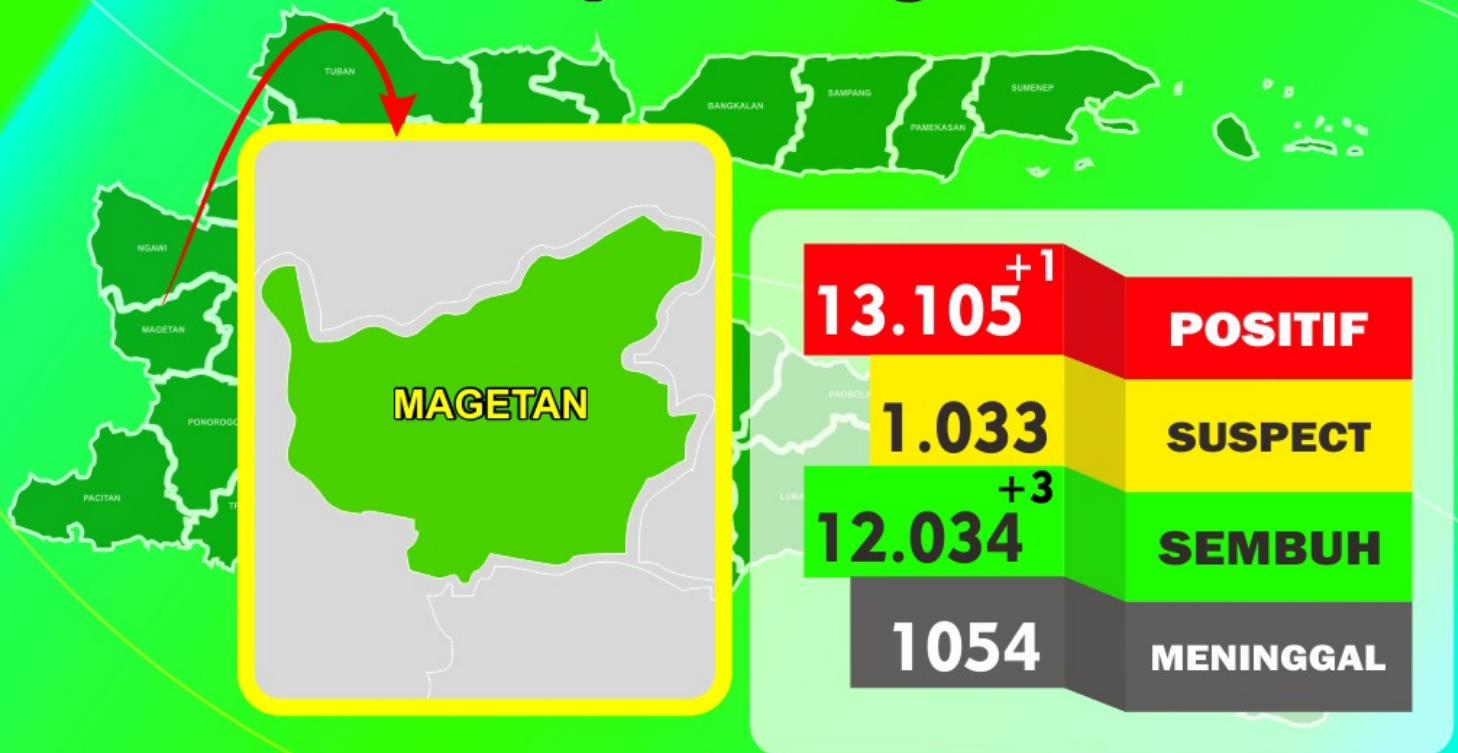 TUBAN
BANGKALAN
SAMPANG
PAMEKASAN
SUMENEP
NGAWI
MAGETAN
PONOROGO
PACITAN
MAGETAN
+1
13.105
POSITIF
1.033
SUSPECT
+3
12.034
SEMBUH
1054
MENINGGAL